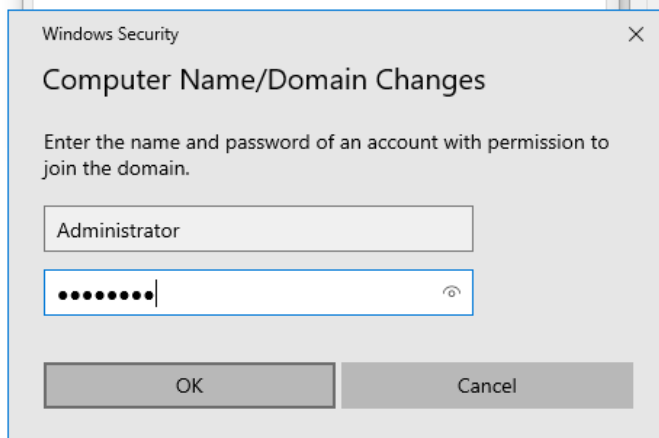 Windows Security
Computer Name/Domain Changes
Enter the name and password of an account with permission to
join the domain.
Administrator
●●●●●●●●
OK
Cancel